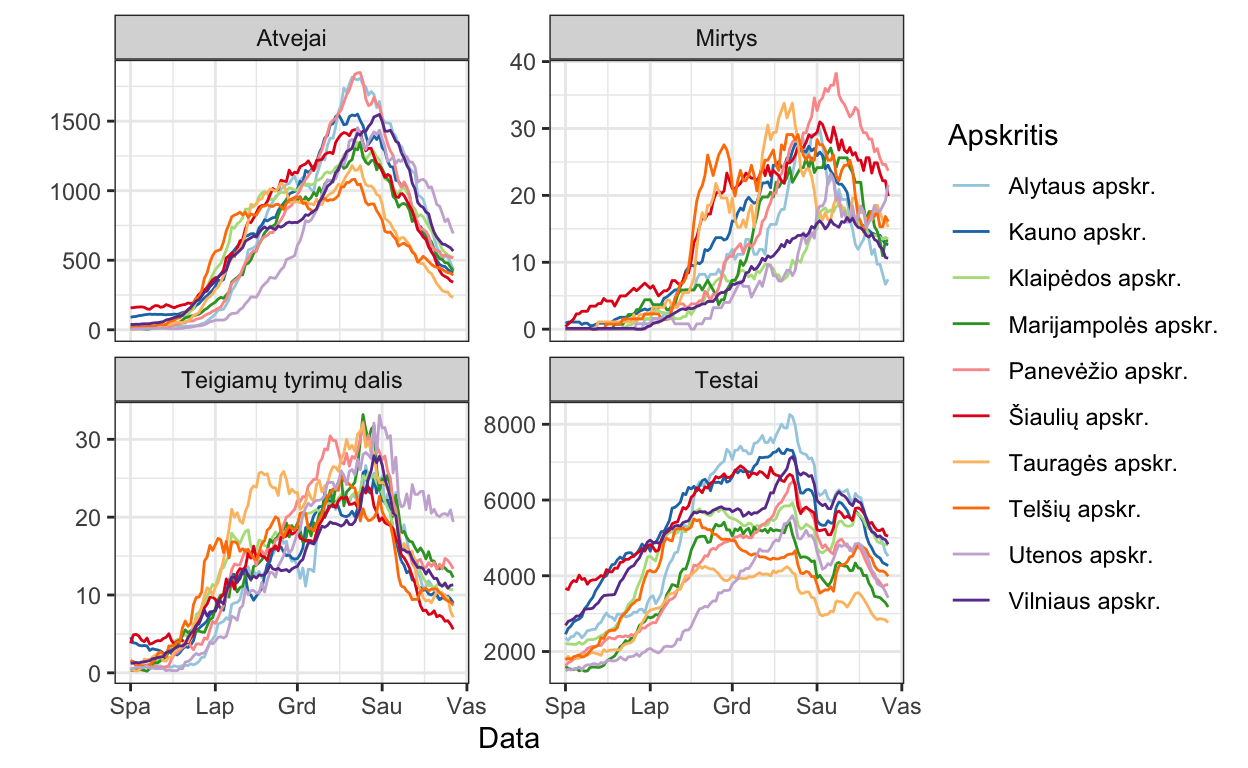 Atvejai
Mirtys
1500
1000
500
0
40
30
20
10
0
Teigiamų tyrimų dalis
Testai
30
20
10
0
8000
6000
4000
2000
Spa Lap Grd Sau Vas
Spa Lap Grd Sau Vas
Data
Apskritis
Alytaus apskr.
Kauno apskr.
Klaipėdos apskr.
Marijampolės apskr.
Panevėžio apskr.
Šiaulių apskr.
Tauragės apskr.
Telšių apskr.
Utenos apskr.
Vilniaus apskr.